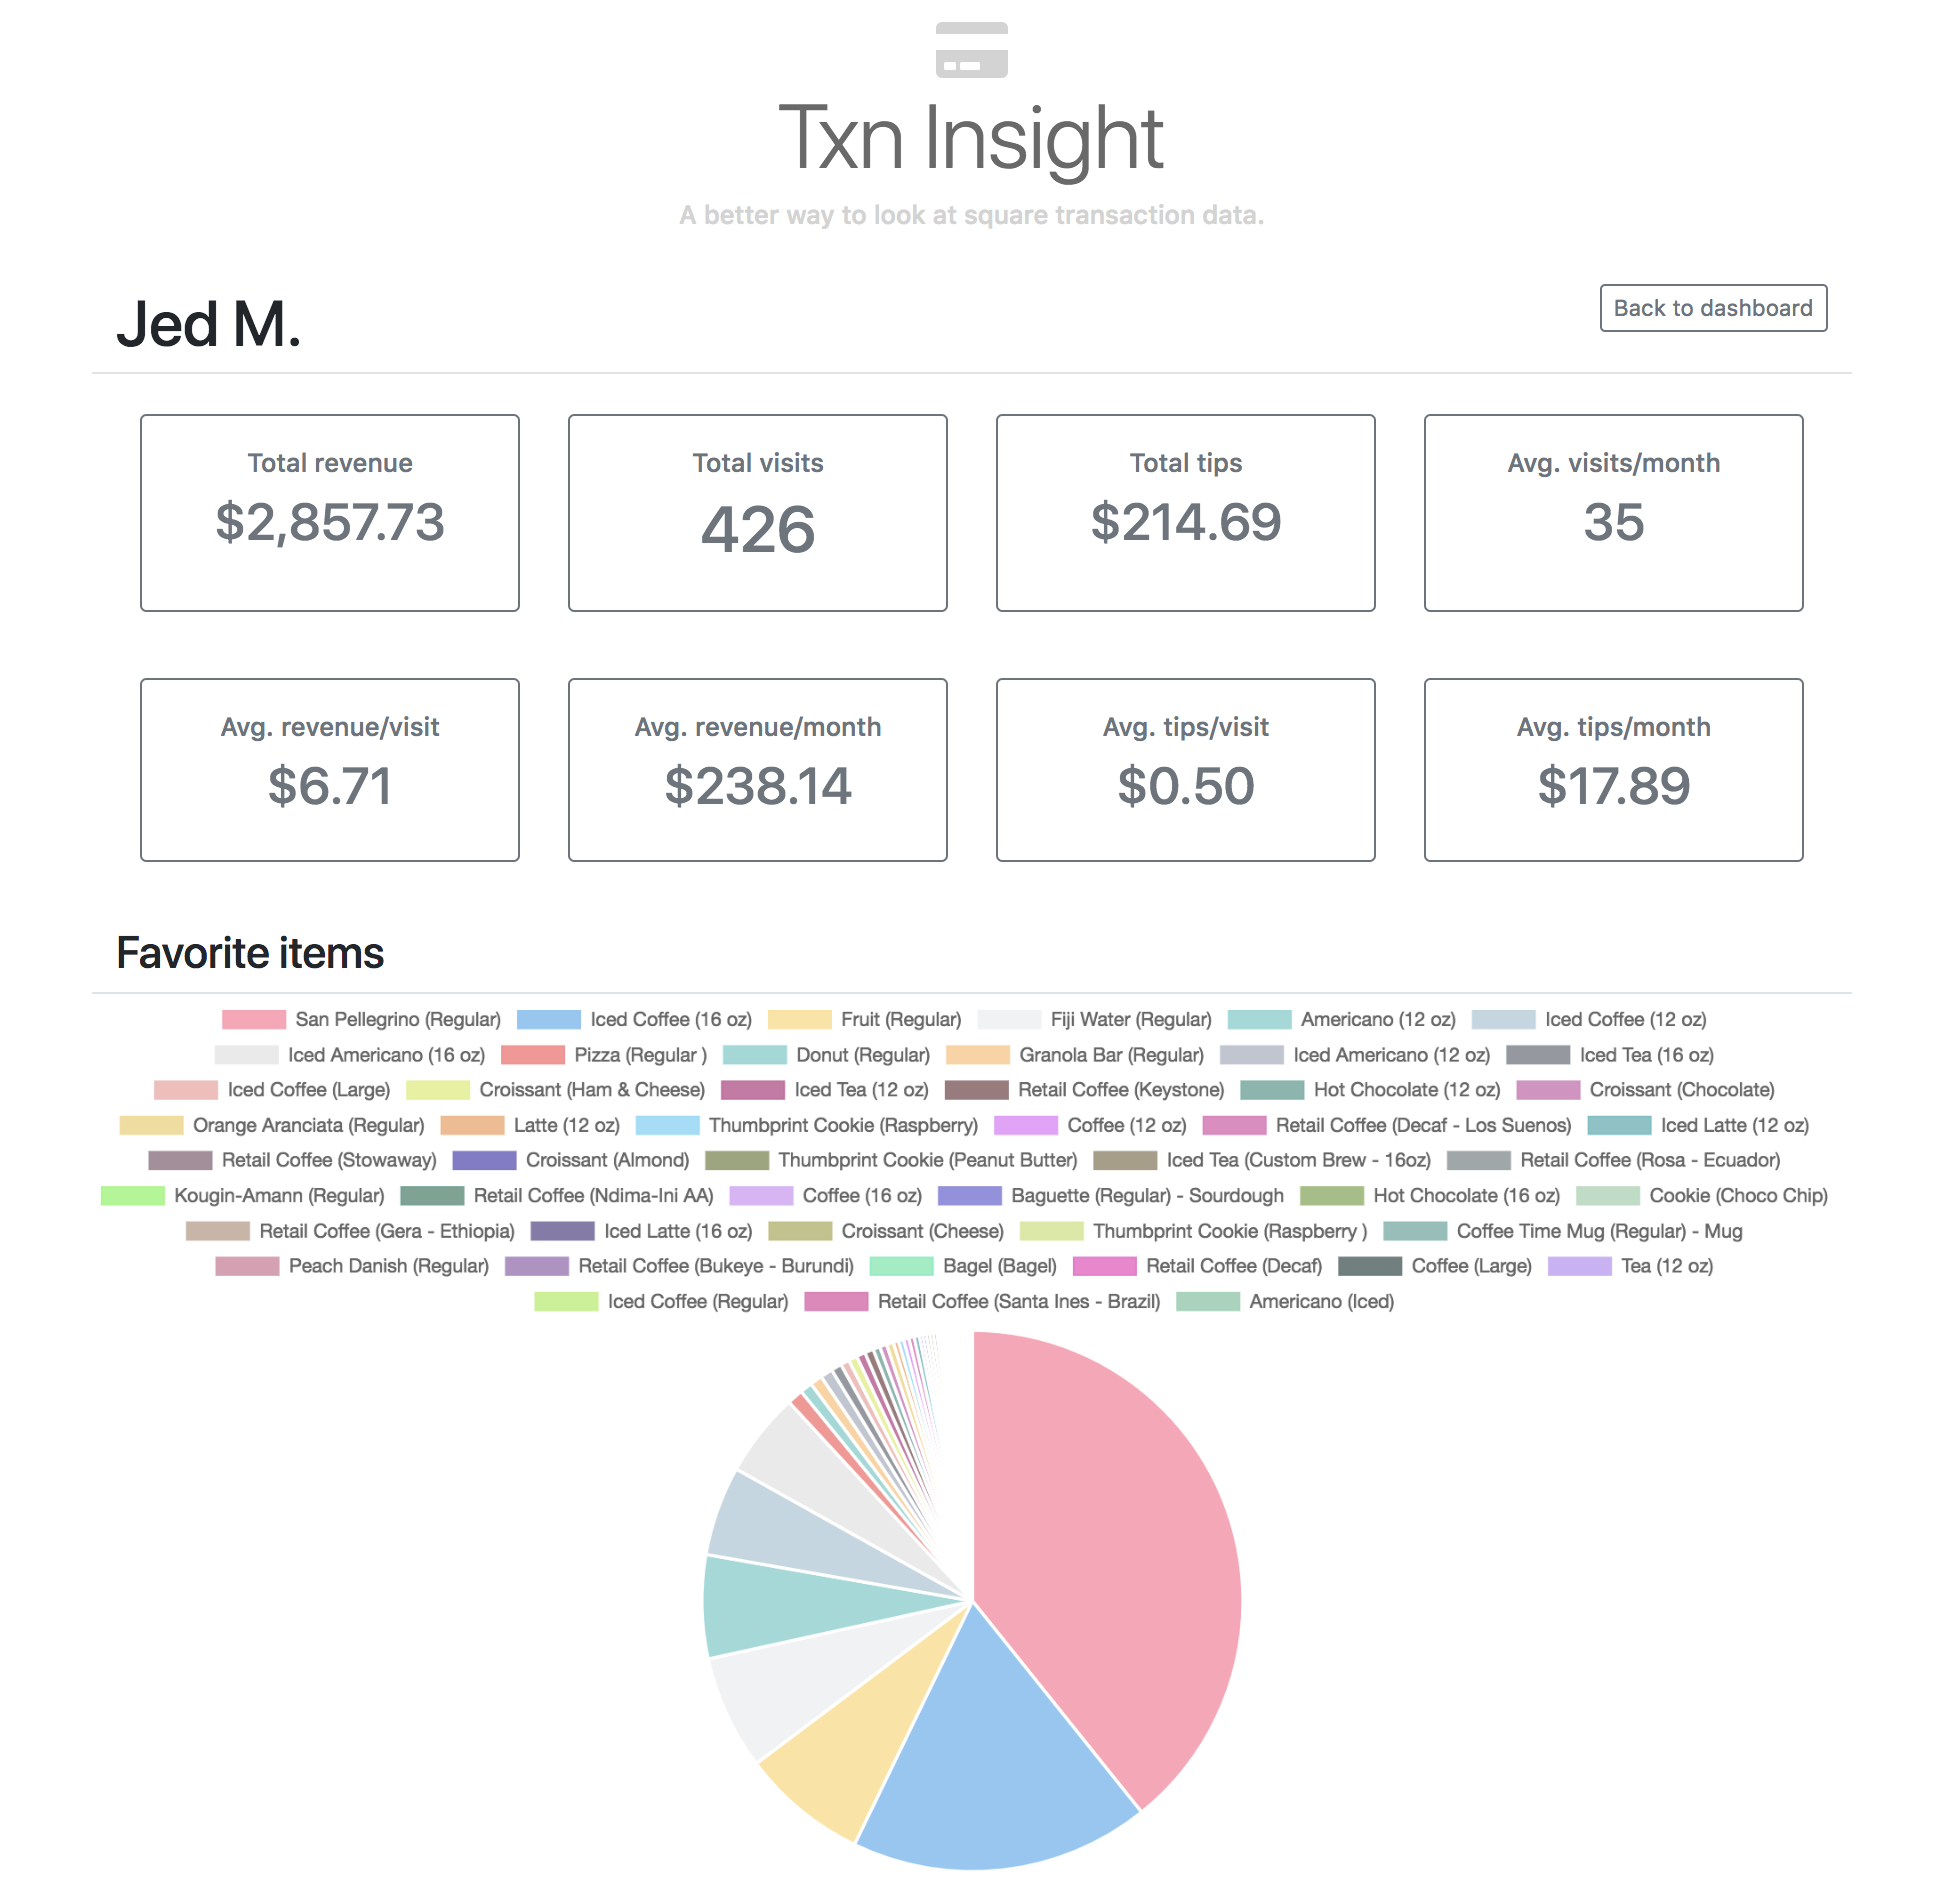 Txn Insight
A better way to look at square transaction data.
Jed M.
Back to dashboard
Total revenue
$2,857.73
Total visits
426
Total tips
$214.69
Avg. visits/month
35
Avg. revenue/visit
$6.71
Avg. revenue/month
$238.14
Avg. tips/visit
$0.50
Avg. tips/month
$17.89
Favorite items
San Pellegrino (Regular) Iced Coffee (16 oz) Fruit (Regular) Fiji Water (Regular) Americano (12 oz) Iced Coffee (12 oz)
Iced Americano (16 oz) Pizza (Regular ) Donut (Regular) Granola Bar (Regular) Iced Americano (12 oz) Iced Tea (16 oz)
Iced Coffee (Large) Croissant (Ham & Cheese) Iced Tea (12 oz) Retail Coffee (Keystone) Hot Chocolate (12 oz) Croissant (Chocolate)
Orange Aranciata (Regular) Latte (12 oz) Thumbprint Cookie (Raspberry) Coffee (12 oz) Retail Coffee (Decaf - Los Suenos) Iced Latte (12 oz)
Retail Coffee (Stowaway) Croissant (Almond) Thumbprint Cookie (Peanut Butter) Iced Tea (Custom Brew - 16oz) Retail Coffee (Rosa - Ecuador)
Kougin-Amann (Regular) Retail Coffee (Ndima-Ini AA) Coffee (16 oz) Baguette (Regular) - Sourdough Hot Chocolate (16 oz) Cookie (Choco Chip)
Retail Coffee (Gera - Ethiopia) Iced Latte (16 oz) Croissant (Cheese) Thumbprint Cookie (Raspberry ) Coffee Time Mug (Regular) - Mug
Peach Danish (Regular) Retail Coffee (Bukeye - Burundi) Bagel (Bagel) Retail Coffee (Decaf) Coffee (Large) Tea (12 oz)
Iced Coffee (Regular) Retail Coffee (Santa Ines - Brazil) Americano (Iced)